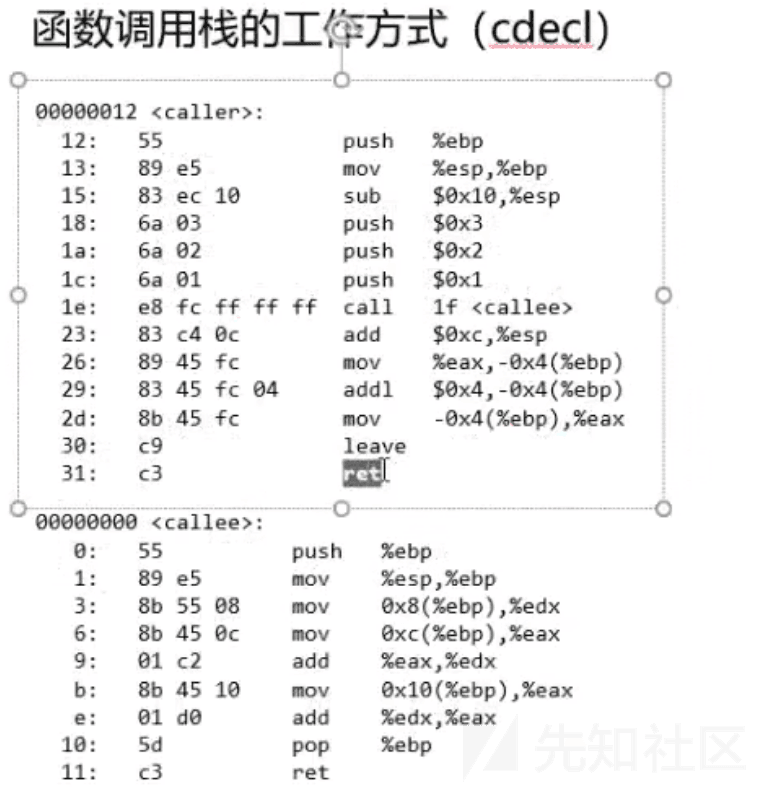 函数调用栈的工作方式（cdecl）
00000012 <caller>:
12: 55 push %ebp
13: 89 e5 mov %esp,%ebp
15: 83 ec 10 sub $0x10,%esp
18: 6a 03 push $0x3
1a: 6a 02 push $0x2
1c: 6a 01 push $0x1
1e: e8 fc ff ff ff call 1f <callee>
23: 83 c4 0c add $0xc,%esp
26: 89 45 fc mov %eax,-0x4(%ebp)
29: 83 45 fc 04 addl $0x4,-0x4(%ebp)
2d: 8b 45 fc mov -0x4(%ebp),%eax
30: c9 leave
31: c3 ret
00000000 <callee>:
0: 55 push %ebp
1: 89 e5 mov %esp,%ebp
3: 8b 55 08 mov 0x8(%ebp),%edx
6: 8b 45 0c mov 0xc(%ebp),%eax
9: 01 c2 add %eax,%edx
b: 8b 45 10 mov 0x10(%ebp),%eax
e: 01 d0 add %edx,%eax
10: 5d pop %ebp
11: c3 ret
先知社区